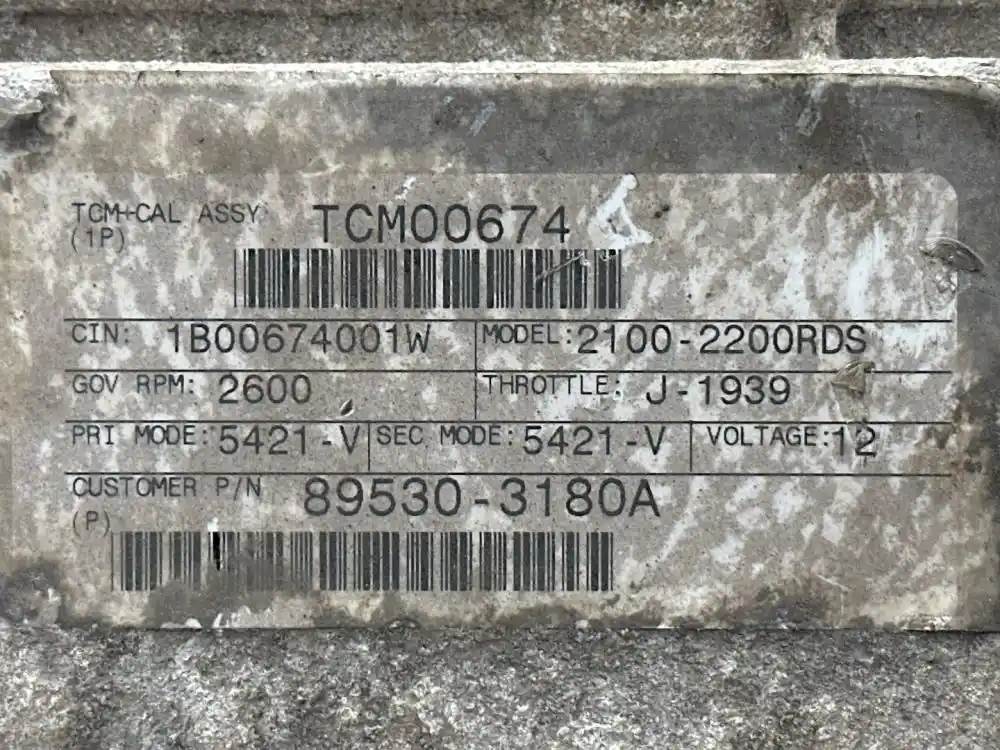 TCM+CAL ASSY TCM00674
(1P)
CIN: 1B00674001W MODEL: 2100-2200RDS
GOV RPM: 2600 THROTTLE: J-1939
PRI MODE: 5421-V SEC MODE: 5421-V VOLTAGE: 12
CUSTOMER P/N 89530-3180A
(P)